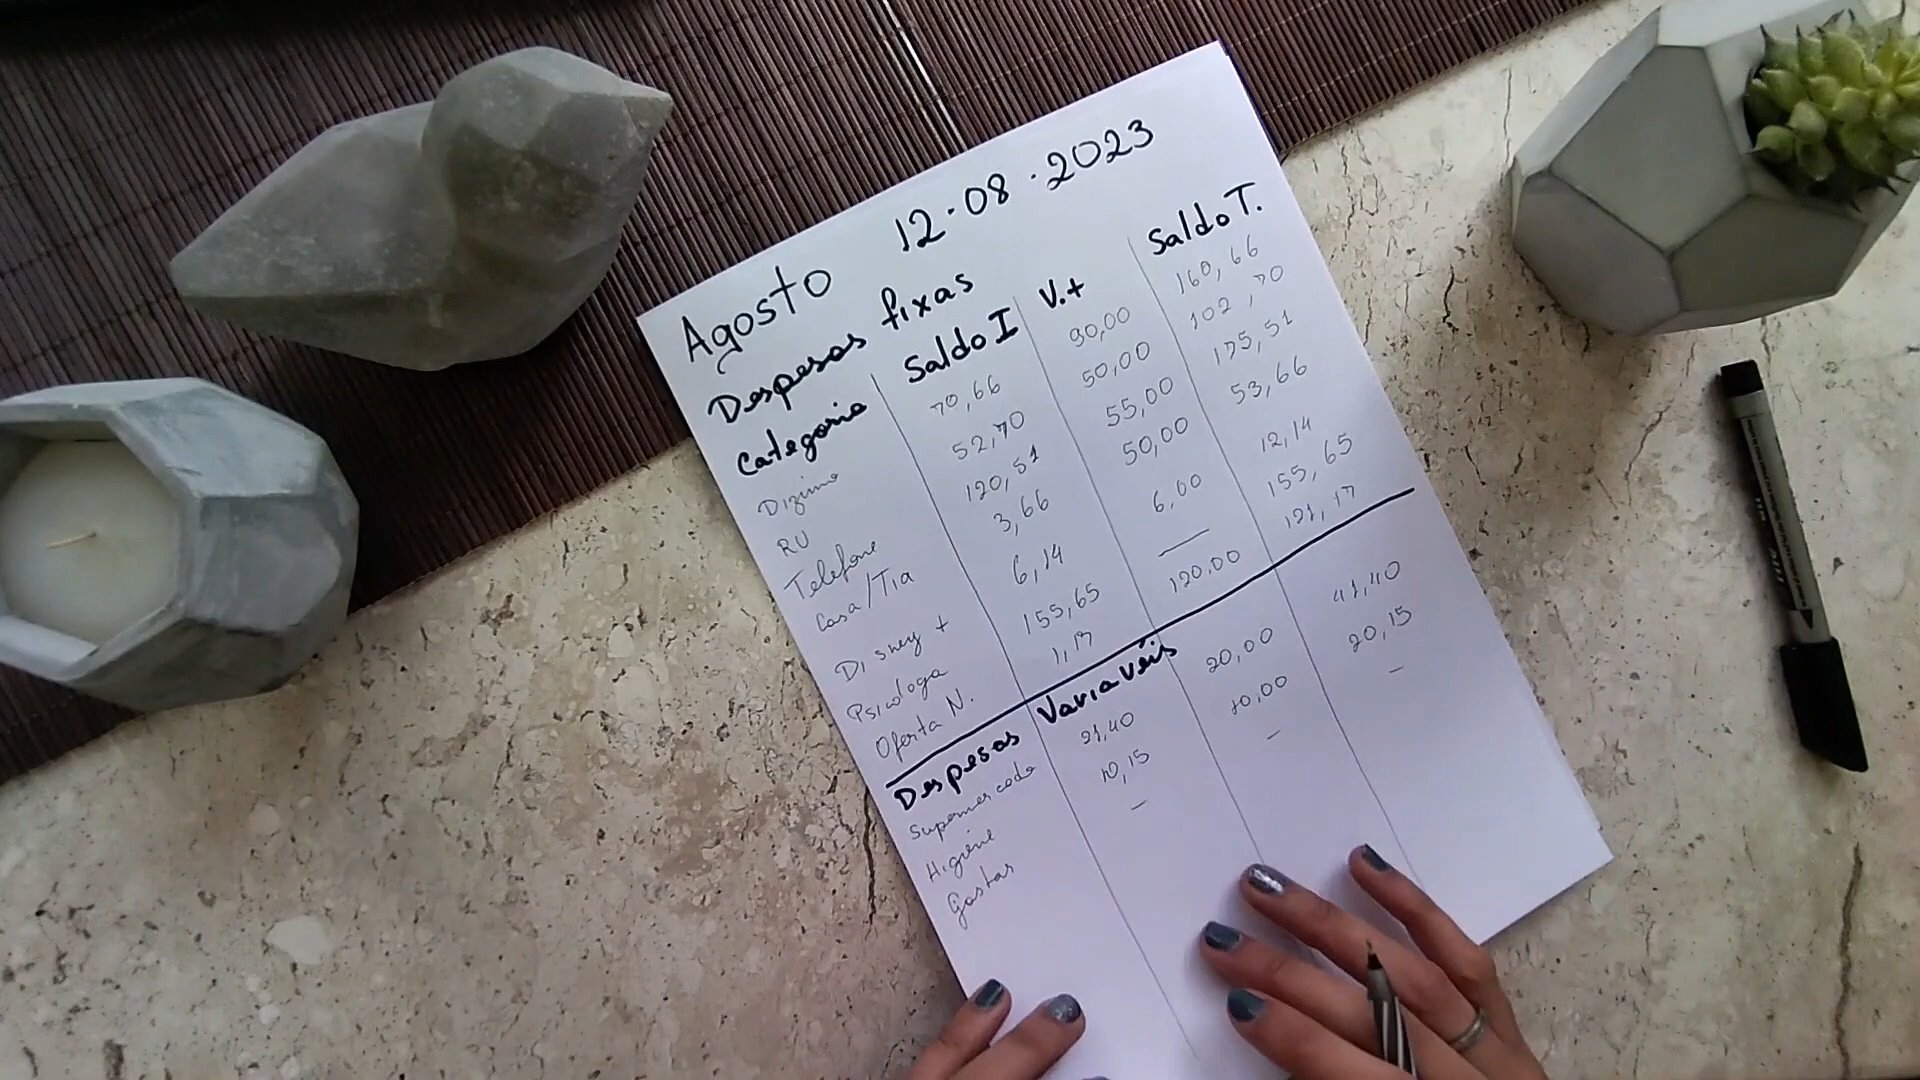 Agosto 12.08.2023
Despesas fixas
Categoria Saldo I V.+ Saldo T.
Dizimo 70,66 90,00 160,66
RU 52,70 50,00 102,70
Telefone 120,51 55,00 175,51
Casa/Tia 3,66 50,00 53,66
Disney + 6,14 6,00 12,14
Psicologa 155,65 — 155,65
Oferta N. 1,17 120,00 121,17
Despesas Variavéis
Supermercado 21,40 20,00 41,40
Higiene 10,15 10,00 20,15
Gastos — — —